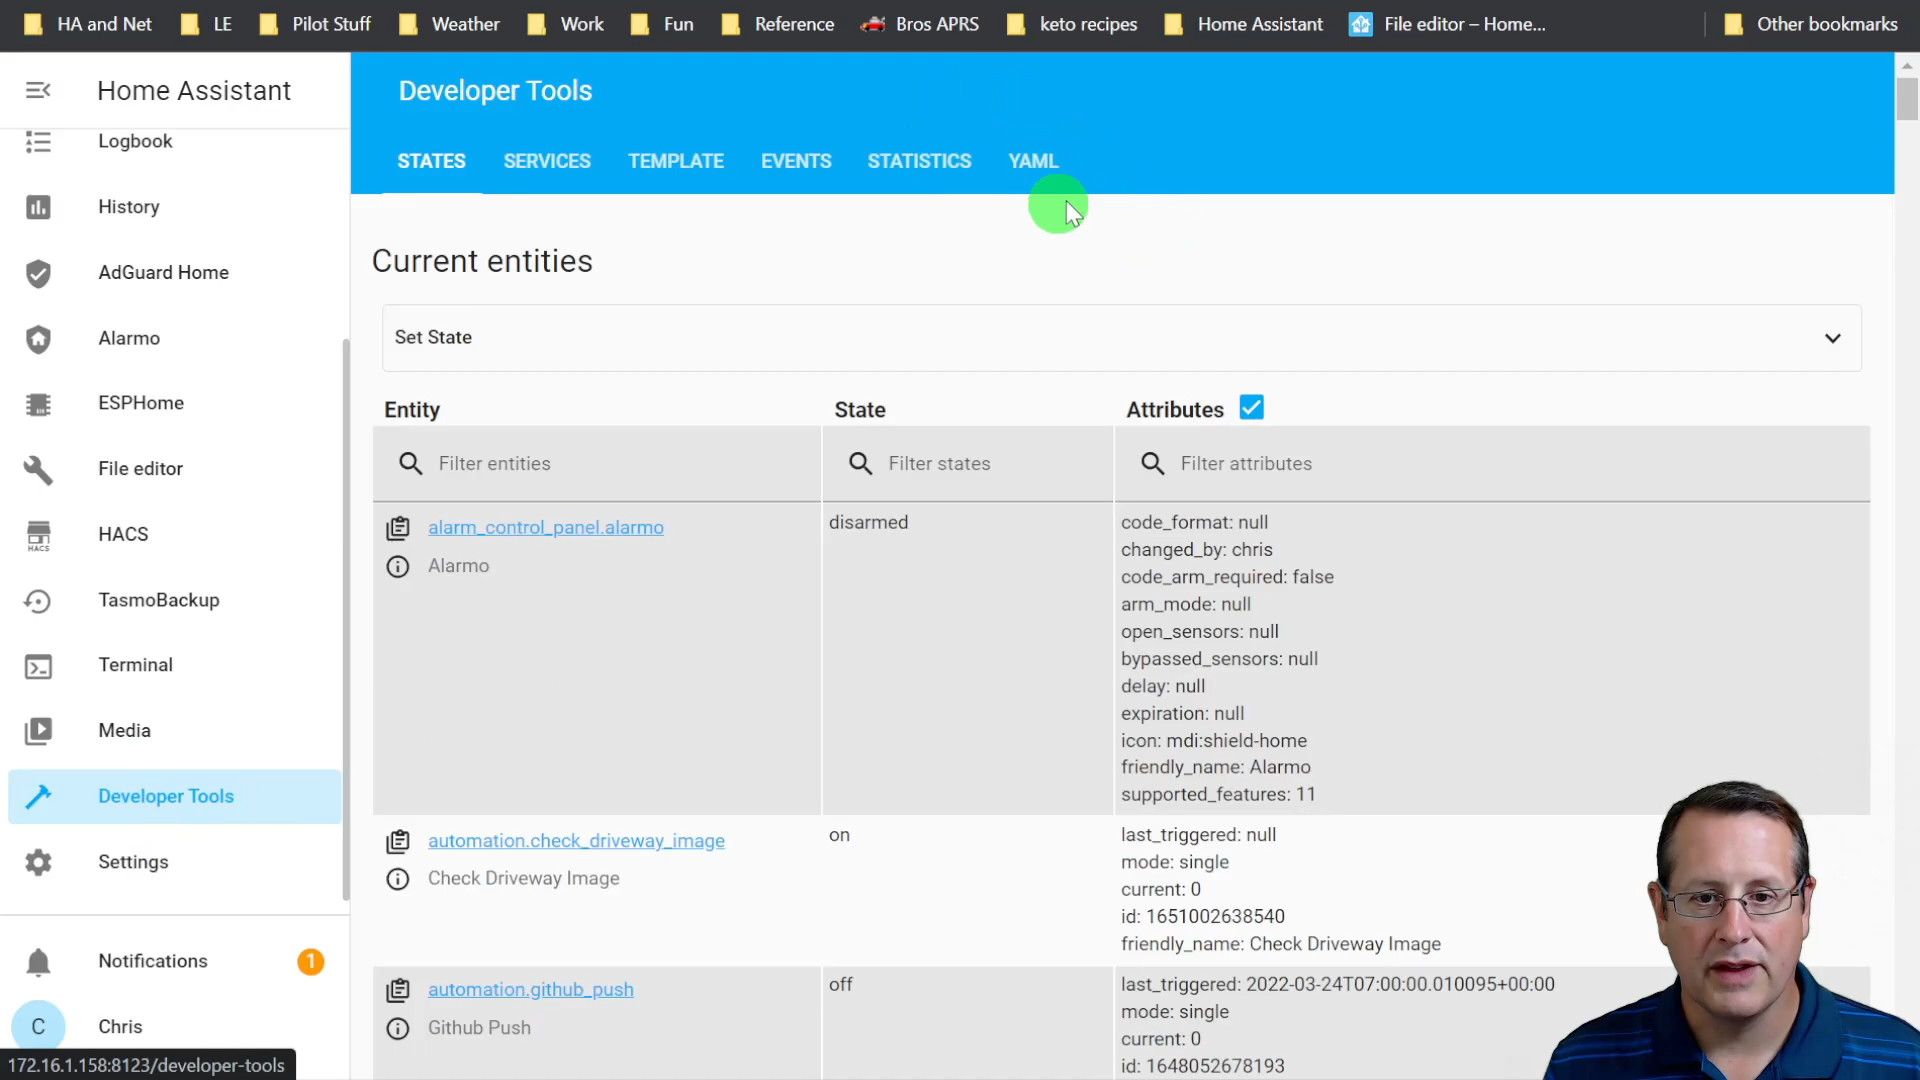 HA and Net
LE
Pilot Stuff
Weather
Work
Fun
Reference
Bros APRS
keto recipes
Home Assistant
File editor – Home...
Other bookmarks
Home Assistant
Logbook
History
AdGuard Home
Alarmo
ESPHome
File editor
HACS
HACS
TasmoBackup
Terminal
Media
Developer Tools
Settings
Notifications
1
C
Chris
172.16.1.158:8123/developer-tools
Developer Tools
STATES
SERVICES
TEMPLATE
EVENTS
STATISTICS
YAML
Current entities
Set State
Entity
State
Attributes
Filter entities
Filter states
Filter attributes
alarm_control_panel.alarmo
Alarmo
disarmed
code_format: null
changed_by: chris
code_arm_required: false
arm_mode: null
open_sensors: null
bypassed_sensors: null
delay: null
expiration: null
icon: mdi:shield-home
friendly_name: Alarmo
supported_features: 11
automation.check_driveway_image
Check Driveway Image
on
last_triggered: null
mode: single
current: 0
id: 1651002638540
friendly_name: Check Driveway Image
automation.github_push
Github Push
off
last_triggered: 2022-03-24T07:00:00.010095+00:00
mode: single
current: 0
id: 1648052678193